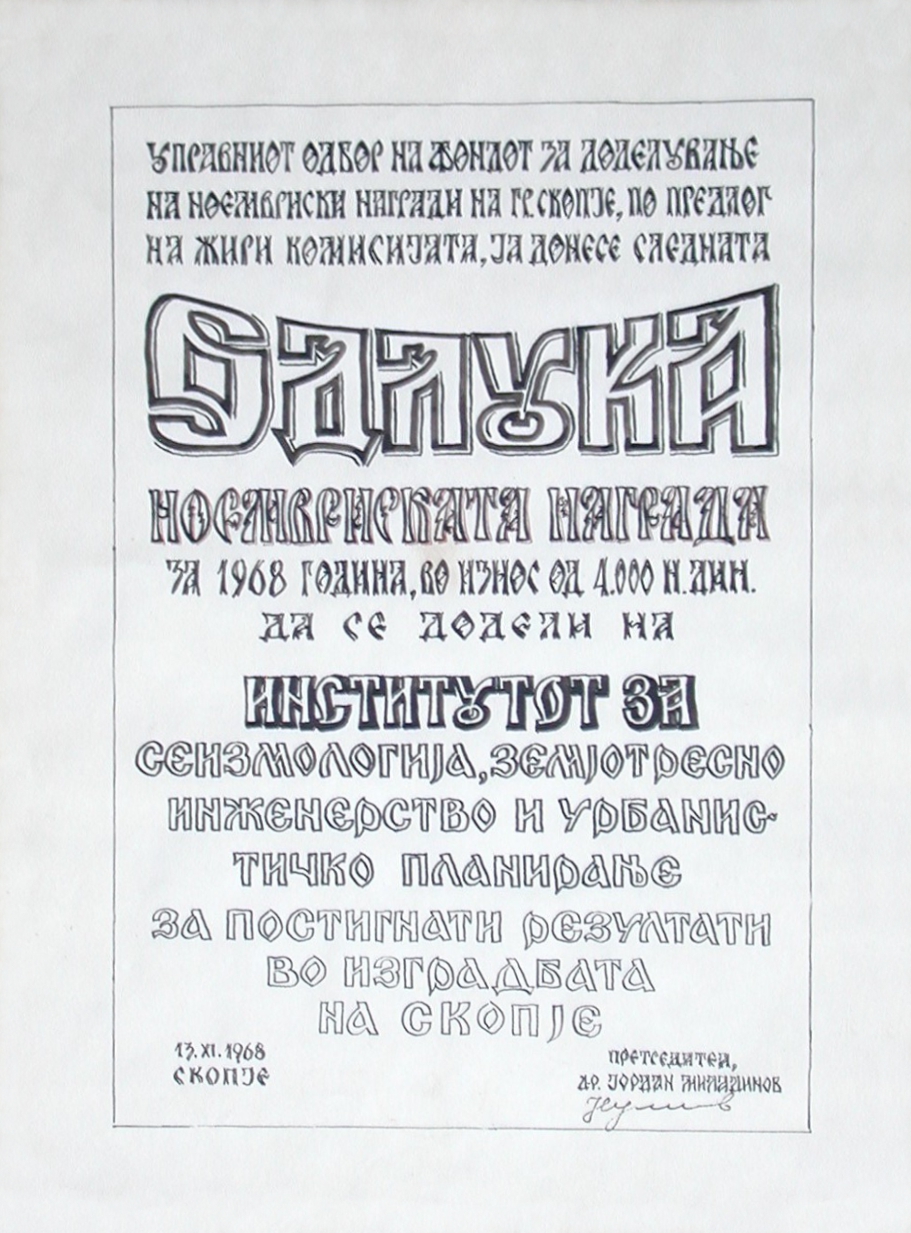 УПРАВНИОТ ОДБОР НА ФОНДОТ ЗА ДОДЕЛУВАЊЕ
НА НОЕМВРИСКИ НАГРАДИ НА ГР. СКОПЈЕ, ПО ПРЕДЛОГ
НА ЖИРИ КОМИСИЈАТА, ЈА ДОНЕСЕ СЛЕДНАТА
ОДЛУКА
НОЕМВРИСКАТА НАГРАДА
ЗА 1968 ГОДИНА, ВО ИЗНОС ОД 4.000 Н. ДИН.
ДА СЕ ДОДЕЛИ НА
ИНСТИТУТОТ ЗА
СЕИЗМОЛОГИЈА, ЗЕМЈОТРЕСНО
ИНЖЕНЕРСТВО И УРБАНИС-
ТИЧКО ПЛАНИРАЊЕ
ЗА ПОСТИГНАТИ РЕЗУЛТАТИ
ВО ИЗГРАДБАТА
НА СКОПЈЕ
13. XI. 1968
СКОПЈЕ
ПРЕТСЕДАТЕЛ,
ДР. ЈОРДАН МИЛАДИНОВ